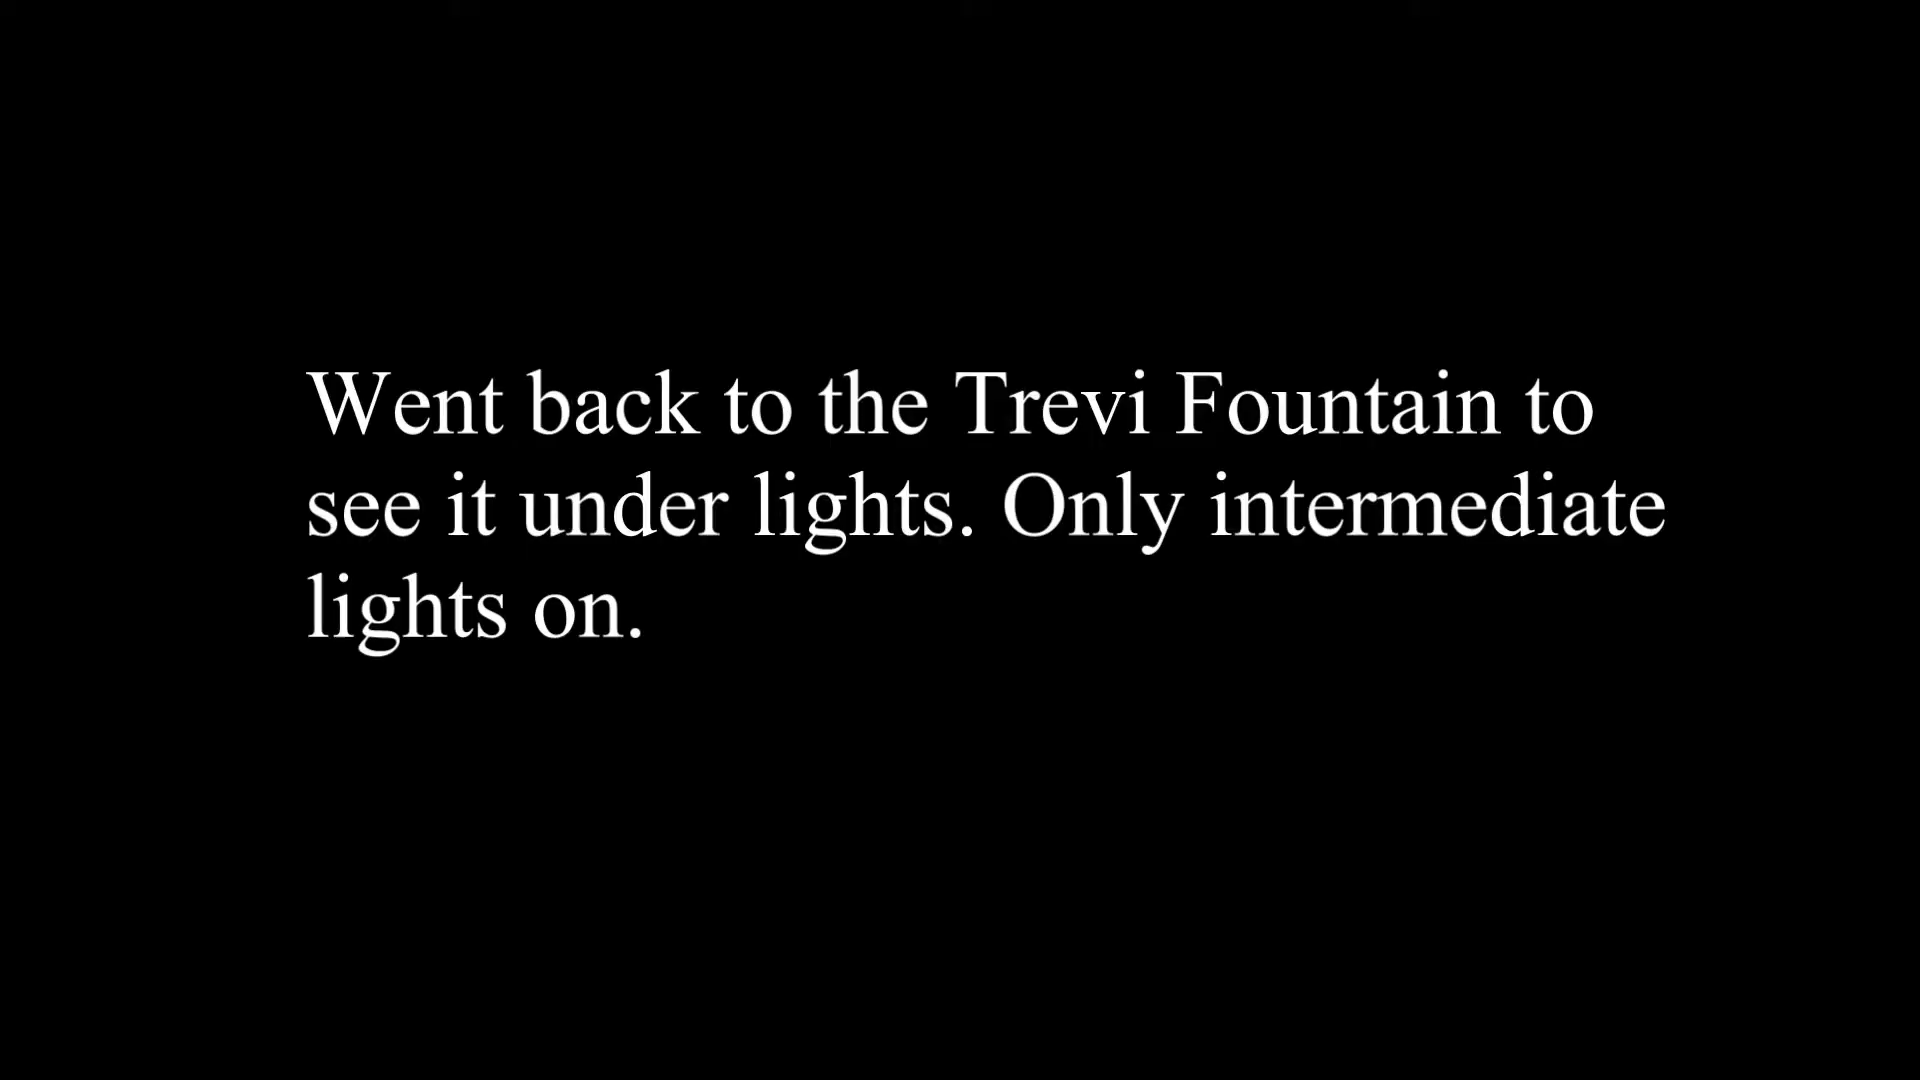 Went back to the Trevi Fountain to
see it under lights. Only intermediate
lights on.